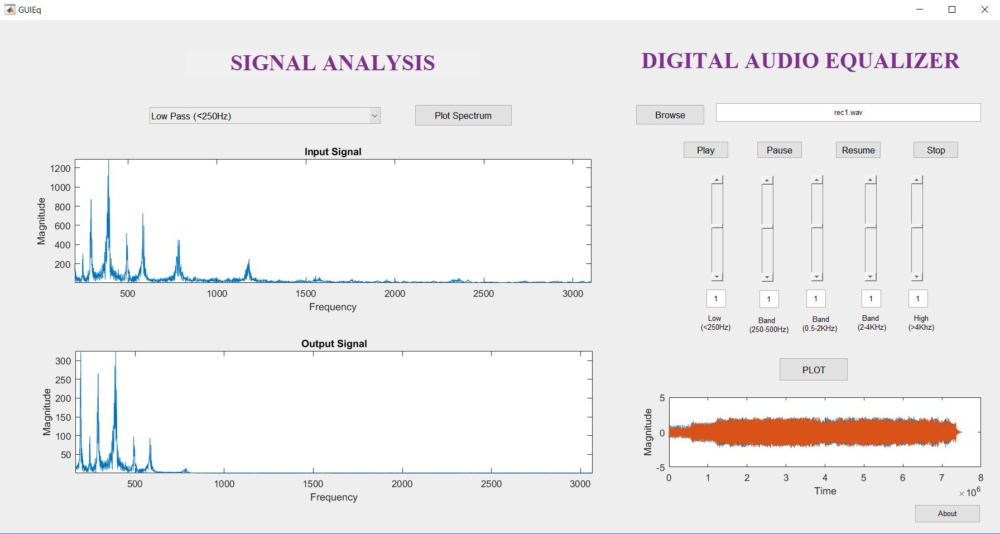 GUIEq
SIGNAL ANALYSIS
DIGITAL AUDIO EQUALIZER
Low Pass (<250Hz)
Plot Spectrum
Browse
rec1.wav
Play
Pause
Resume
Stop
Input Signal
Magnitude
1200
1000
800
600
400
200
500
1000
1500
2000
2500
3000
Frequency
1
1
1
1
1
Low
(<250Hz)
Band
(250-500Hz)
Band
(0.5-2KHz)
Band
(2-4KHz)
High
(>4Khz)
Output Signal
Magnitude
300
250
200
150
100
50
500
1000
1500
2000
2500
3000
Frequency
PLOT
Magnitude
5
0
-5
0
1
2
3
4
5
6
7
8
Time
×10⁶
About